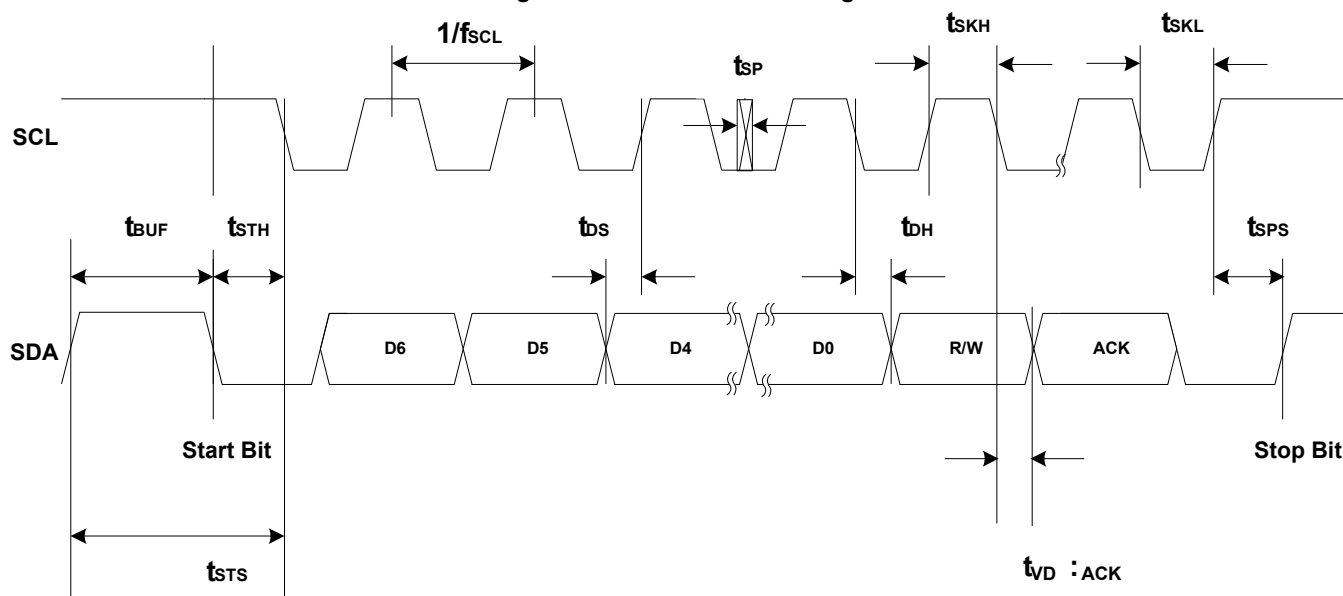 1/fSCL
tSKH
tSKL
tSP
SCL
tBUF
tSTH
tDS
tDH
tSPS
SDA
D6
D5
D4
D0
R/W
ACK
Start Bit
Stop Bit
tSTS
tVD :ACK